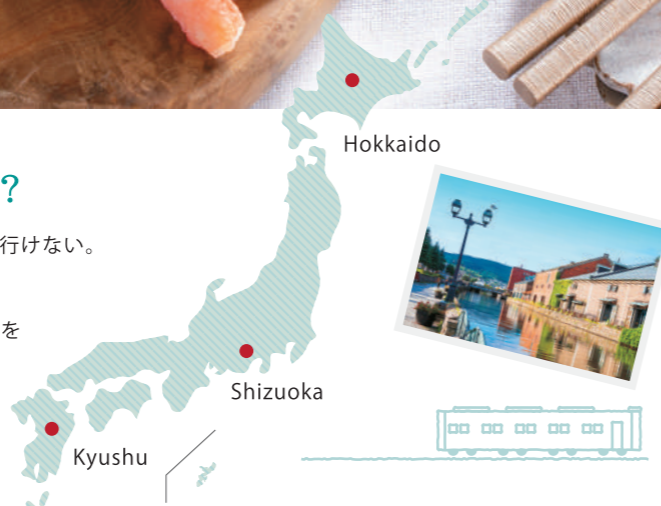 Hokkaido
?
行けない。
を
Shizuoka
Kyushu